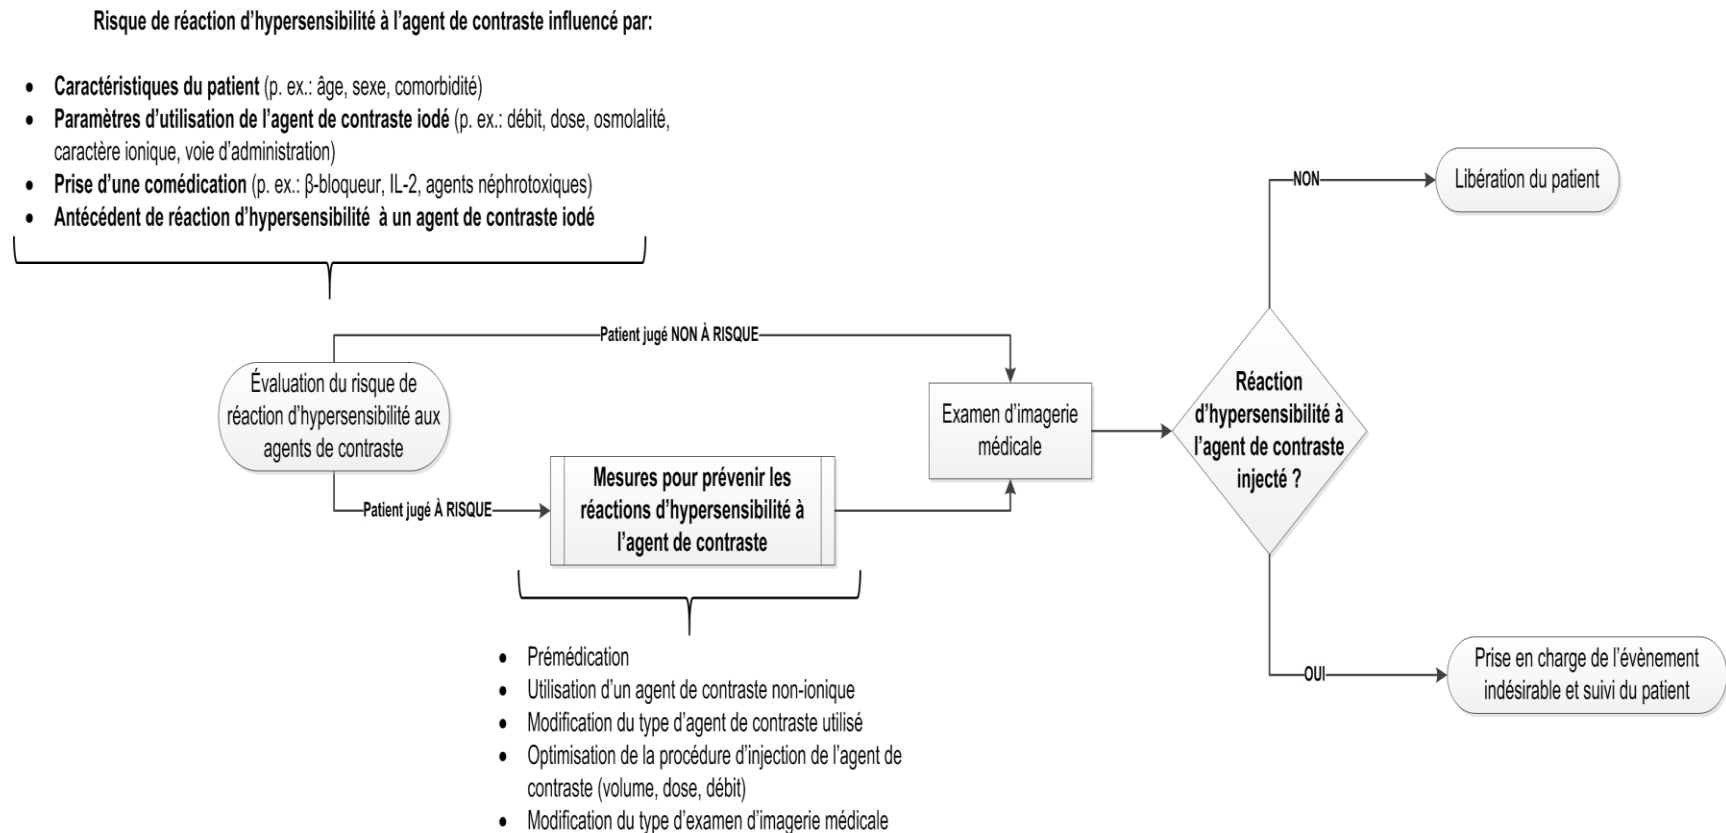 Risque de réaction d'hypersensibilité à l'agent de contraste influencé par:
• Caractéristiques du patient (p. ex.: âge, sexe, comorbidité)
• Paramètres d'utilisation de l'agent de contraste iodé (p. ex.: débit, dose, osmolalité,
caractère ionique, voie d'administration)
• Prise d'une comédication (p. ex.: β-bloqueur, IL-2, agents néphrotoxiques)
• Antécédent de réaction d'hypersensibilité à un agent de contraste iodé
Patient jugé NON À RISQUE
Évaluation du risque de
réaction d'hypersensibilité aux
agents de contraste
Patient jugé À RISQUE
Mesures pour prévenir les
réactions d'hypersensibilité à
l'agent de contraste
• Prémédication
• Utilisation d'un agent de contraste non-ionique
• Modification du type d'agent de contraste utilisé
• Optimisation de la procédure d'injection de l'agent de
contraste (volume, dose, débit)
• Modification du type d'examen d'imagerie médicale
Examen d'imagerie
médicale
Réaction
d'hypersensibilité à
l'agent de contraste
injecté ?
NON
Libération du patient
OUI
Prise en charge de l'évènement
indésirable et suivi du patient